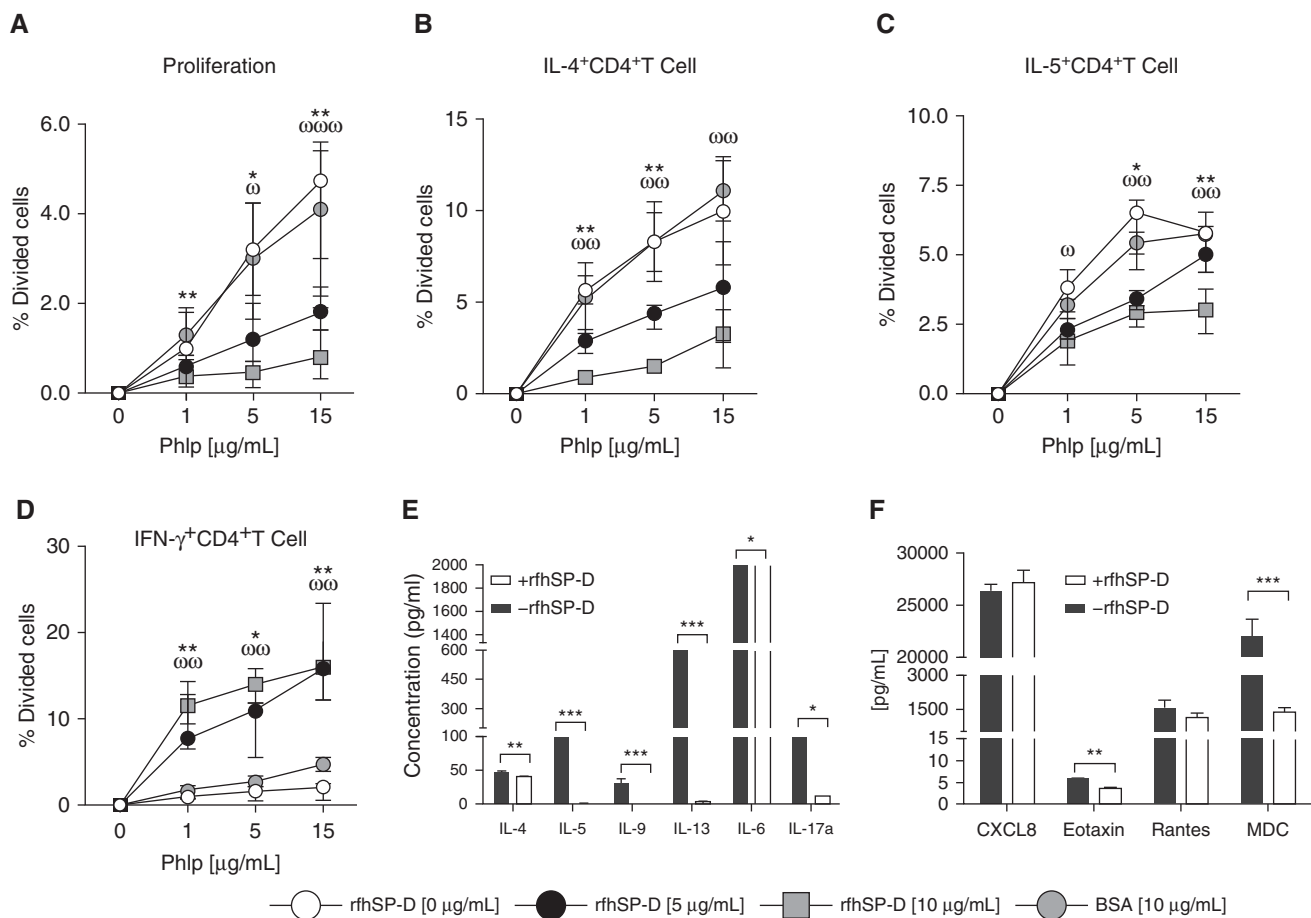 A
Proliferation
** 
ωωω
*
ω
**
6.0
4.0
2.0
0.0
% Divided cells
0 1 5 15
Phlp [μg/mL]
B
IL-4⁺CD4⁺T Cell
ωω
**
ωω
**
ωω
15
10
5
0
% Divided cells
0 1 5 15
Phlp [μg/mL]
C
IL-5⁺CD4⁺T Cell
*
ωω
**
ωω
ω
10.0
7.5
5.0
2.5
0.0
% Divided cells
0 1 5 15
Phlp [μg/mL]
D
IFN-γ⁺CD4⁺T Cell
**
ωω
*
ωω
**
ωω
30
20
10
0
% Divided cells
0 1 5 15
Phlp [μg/mL]
E
Concentration (pg/ml)
2000
1800
1600
1400
600
450
300
150
100
50
0
+rfhSP-D
−rfhSP-D
*
***
***
*
**
***
IL-4 IL-5 IL-9 IL-13 IL-6 IL-17a
F
[pg/mL]
30000
25000
20000
3000
1500
15
10
5
0
+rfhSP-D
−rfhSP-D
***
**
CXCL8 Eotaxin Rantes MDC
rfhSP-D [0 μg/mL] rfhSP-D [5 μg/mL] rfhSP-D [10 μg/mL] BSA [10 μg/mL]